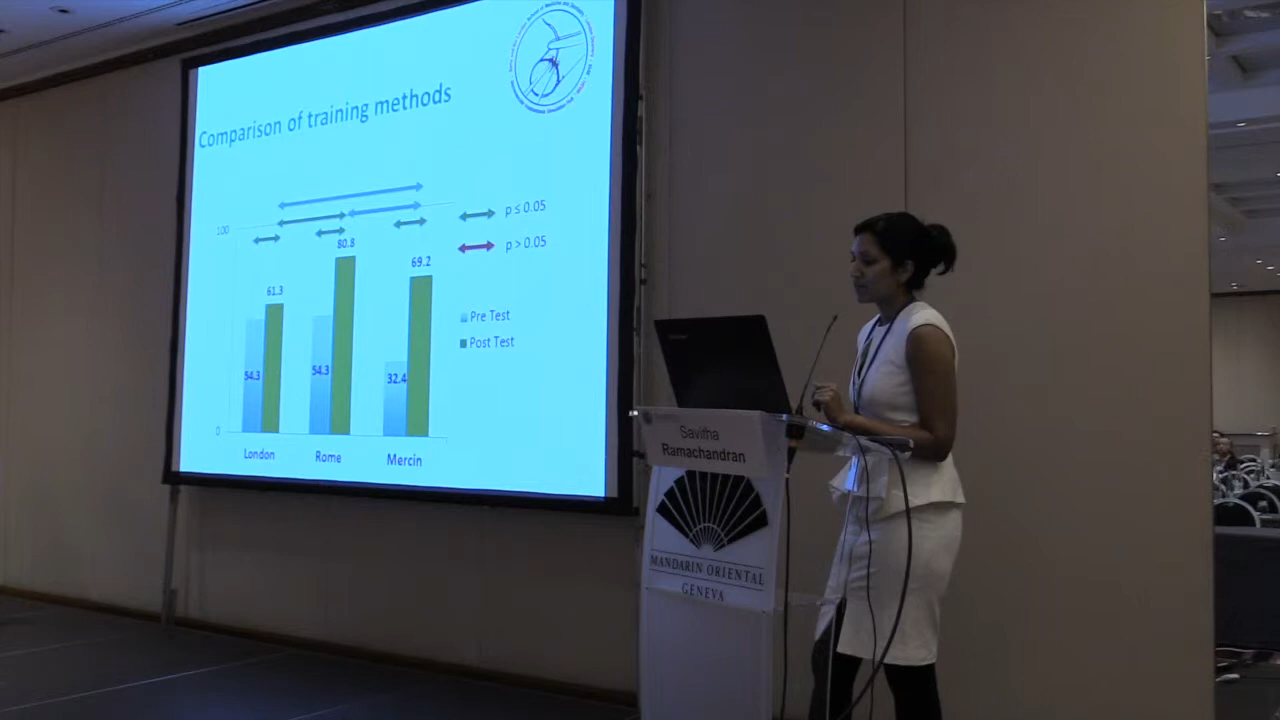 Comparison of training methods
100
0
61.3
80.8
69.2
54.3
54.3
32.4
London
Rome
Mercin
p ≤ 0.05
p > 0.05
Pre Test
Post Test
Savitha
Ramachandran
MANDARIN ORIENTAL
GENEVA